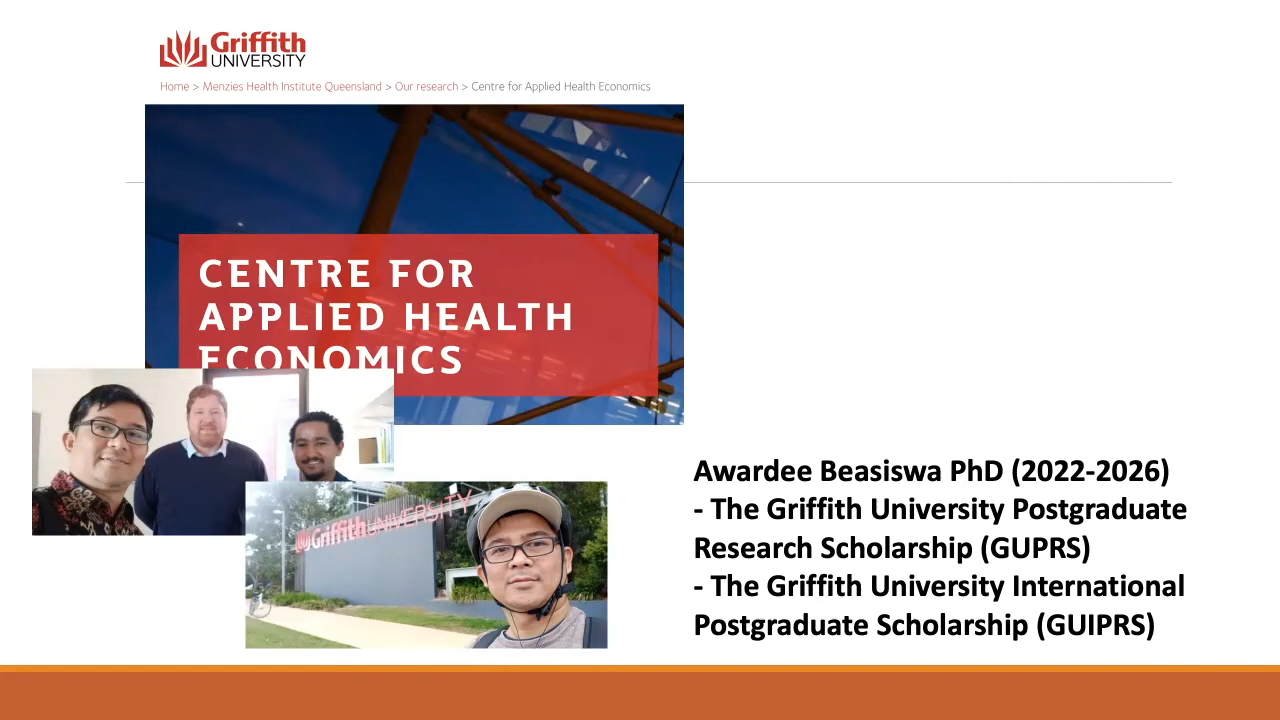 Griffith
UNIVERSITY
Home > Menzies Health Institute Queensland > Our research > Centre for Applied Health Economics
CENTRE FOR
APPLIED HEALTH
ECONOMICS
Griffith UNIVERSITY
Awardee Beasiswa PhD (2022-2026)
- The Griffith University Postgraduate
Research Scholarship (GUPRS)
- The Griffith University International
Postgraduate Scholarship (GUIPRS)